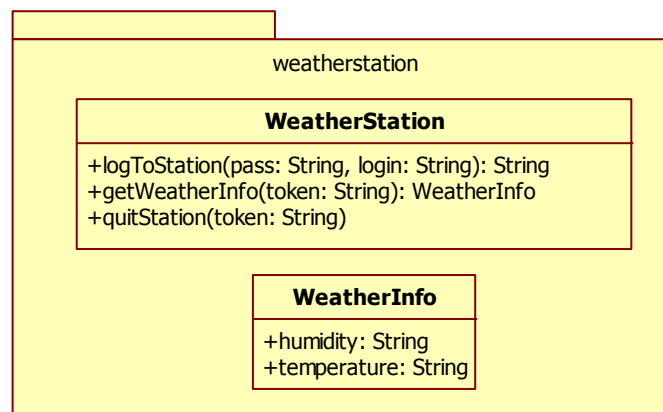 weatherstation
WeatherStation
+logToStation(pass: String, login: String): String
+getWeatherInfo(token: String): WeatherInfo
+quitStation(token: String)
WeatherInfo
+humidity: String
+temperature: String